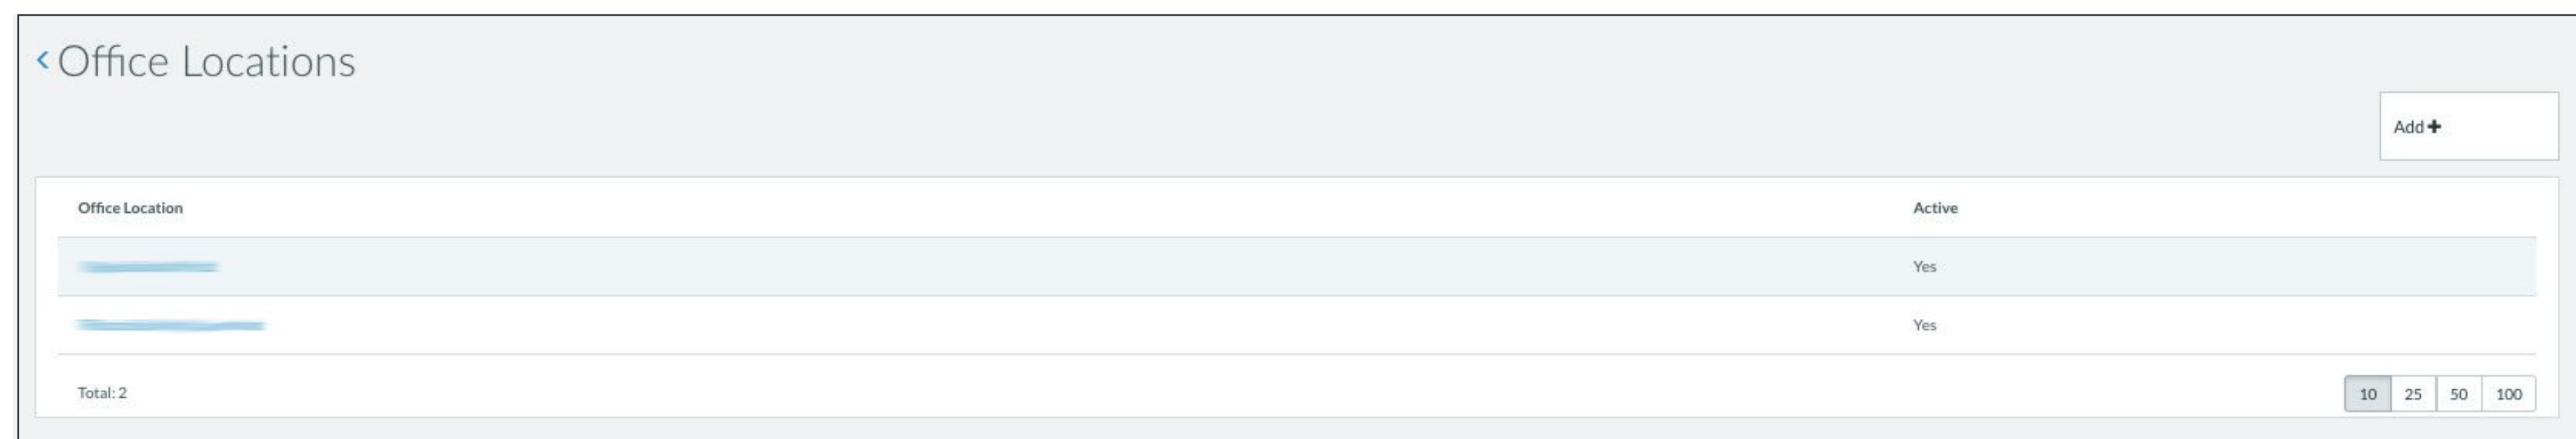 Office Locations
Add
Office Location Active
Yes
Yes
Total: 2 10 25 50 100